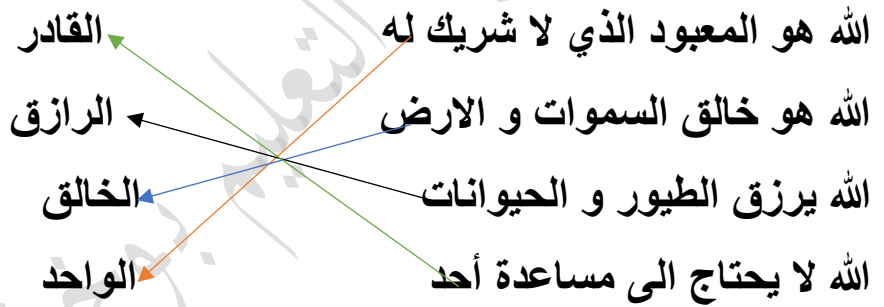 الله هو المعبود الذي لا شريك له القادر
الله هو خالق السموات و الارض الرازق
الله يرزق الطيور و الحيوانات الخالق
الله لا يحتاج الى مساعدة أحد الواحد
التعليم